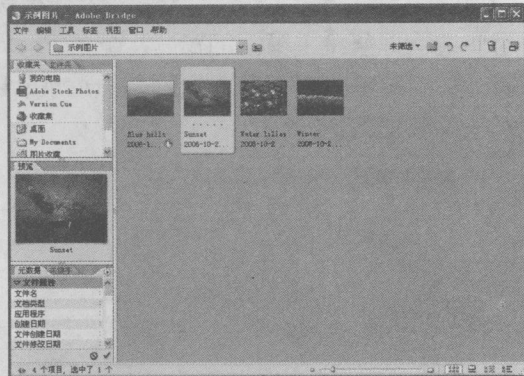 示例图片 - Adobe Bridge
文件 编辑 工具 标签 视图 窗口 帮助
示例图片
未筛选
收藏夹 文件夹
我的电脑
Adobe Stock Photos
Version Cue
收藏集
桌面
My Documents
图片收藏
预览
Sunset
元数据 关键字
文件属性
文件名
文档类型
应用程序
创建日期
文件创建日期
文件修改日期
Blue hills
Sunset
2008-10-2...
Water lilies
2008-10-2...
Winter
2008-10-2...
4 个项目，选中了 1 个